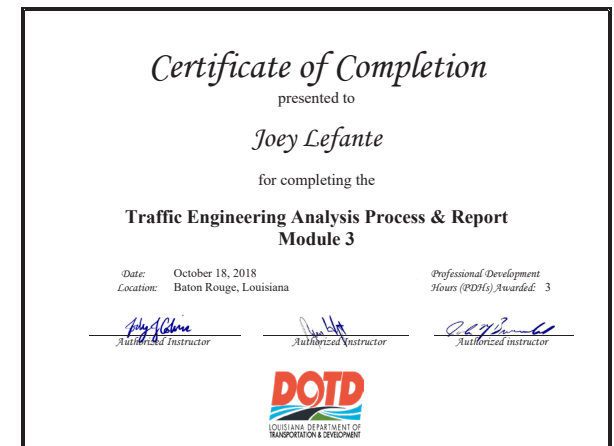 Certificate of Completion
presented to
Joey Lefante
for completing the
Traffic Engineering Analysis Process & Report
Module 3
Date: October 18, 2018
Location: Baton Rouge, Louisiana
Professional Development
Hours (PDHs) Awarded: 3
Authorized Instructor
Authorized Instructor
Authorized instructor
DOTD
LOUISIANA DEPARTMENT OF
TRANSPORTATION & DEVELOPMENT